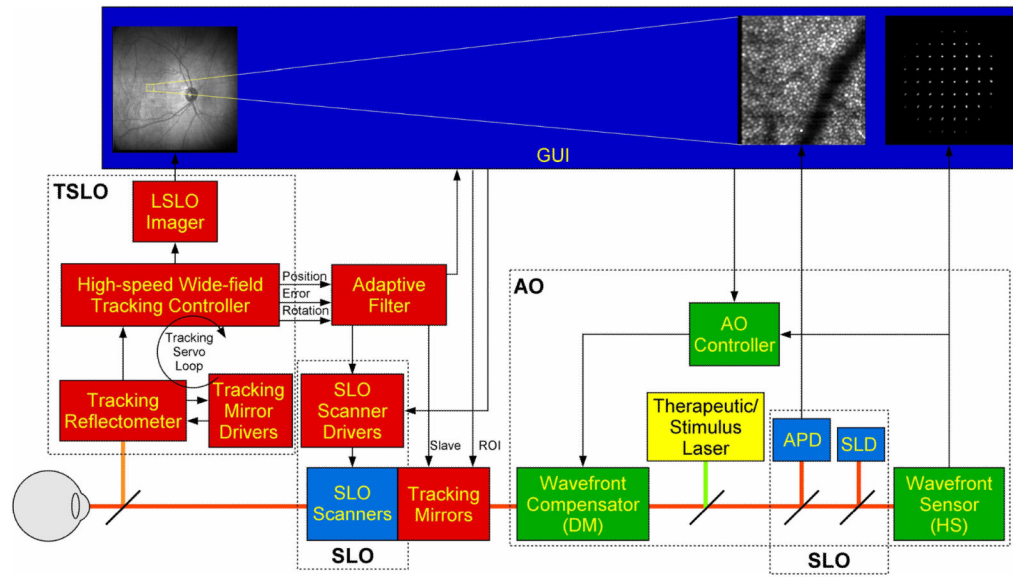 GUI
TSLO
LSLO
Imager
High-speed Wide-field
Tracking Controller
Position
Error
Rotation
Adaptive
Filter
AO
AO
Controller
Tracking
Servo
Loop
Tracking
Reflectometer
Tracking
Mirror
Drivers
SLO
Scanner
Drivers
Slave
ROI
Therapeutic/
Stimulus
Laser
APD
SLD
SLO
Scanners
Tracking
Mirrors
Wavefront
Compensator
(DM)
Wavefront
Sensor
(HS)
SLO
SLO